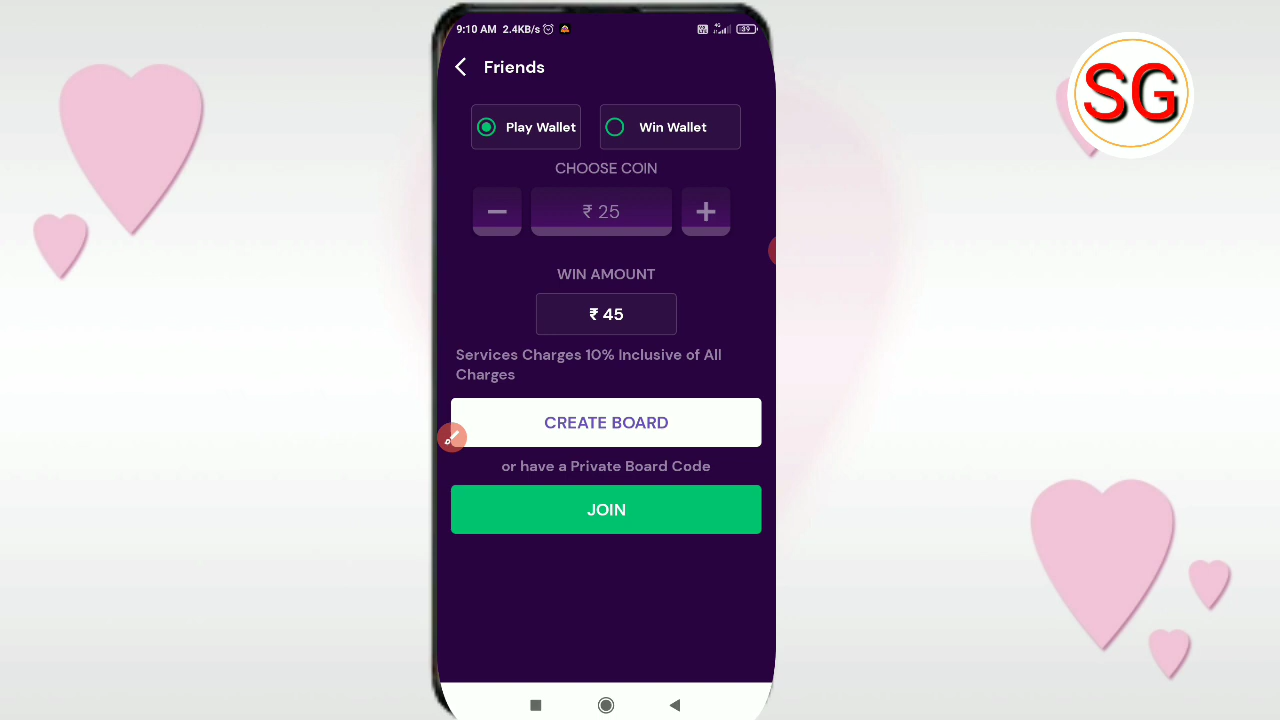 9:10 AM 2.4KB/s
39
SG
Friends
Play Wallet
Win Wallet
CHOOSE COIN
− ₹ 25 +
WIN AMOUNT
₹ 45
Services Charges 10% Inclusive of All
Charges
CREATE BOARD
or have a Private Board Code
JOIN